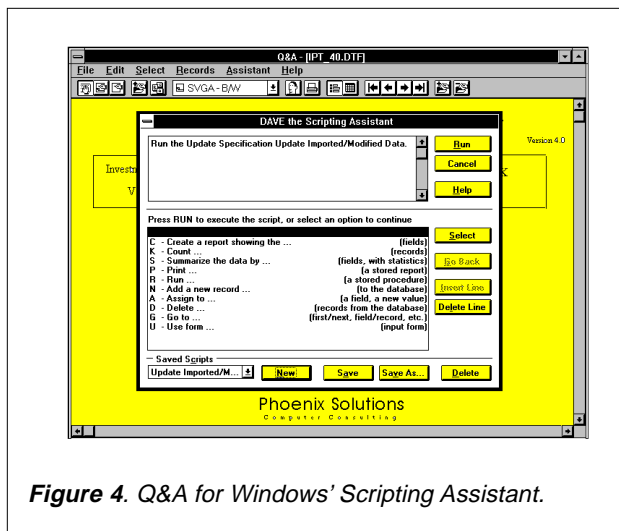 Q&A - [IPT_40.DTF]
File Edit Select Records Assistant Help
SVGA - B/W
DAVE the Scripting Assistant
Version 4.0
Run the Update Specification Update Imported/Modified Data.
Run
Cancel
Help
Investm
V
X
Press RUN to execute the script, or select an option to continue
C - Create a report showing the ... (fields)
K - Count ... (records)
S - Summarize the data by ... (fields, with statistics)
P - Print ... (a stored report)
R - Run ... (a stored procedure)
N - Add a new record ... (to the database)
A - Assign to ... (a field, a new value)
D - Delete ... (records from the database)
G - Go to ... (first/next, field/record, etc.)
U - Use form ... (input form)
Select
Go Back
Insert Line
Delete Line
Saved Scripts
Update Imported/M...
New
Save
Save As...
Delete
Phoenix Solutions
Computer Consulting
Figure 4. Q&A for Windows’ Scripting Assistant.